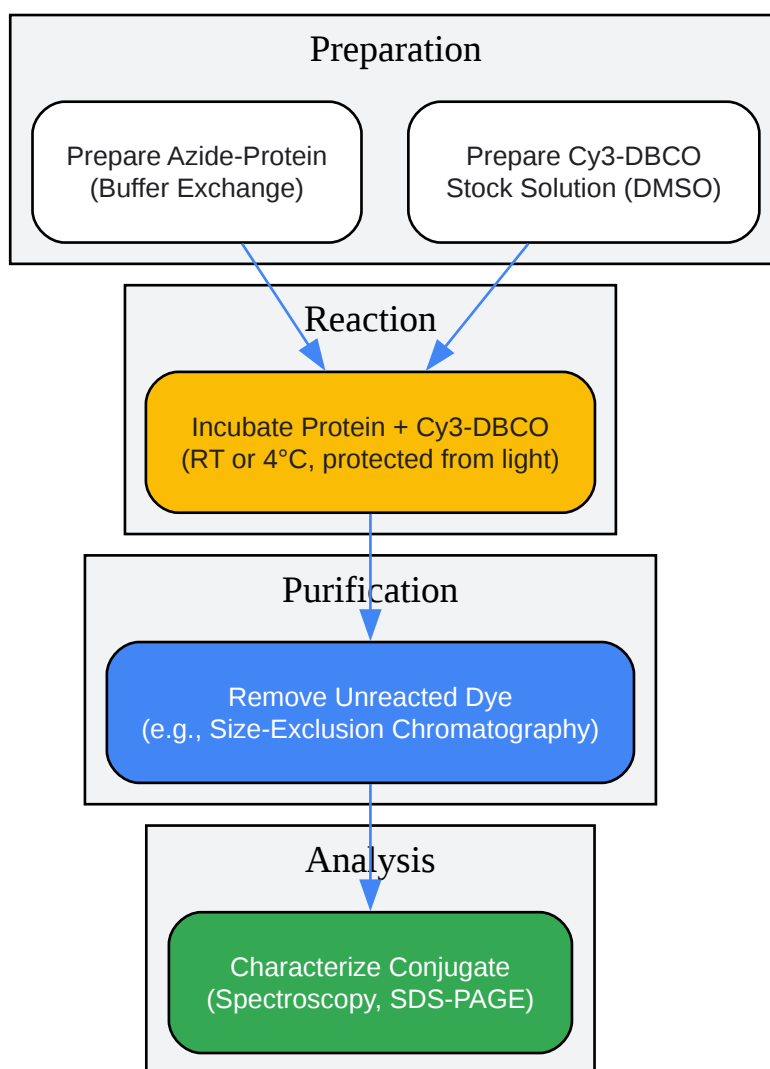 Preparation
Prepare Azide-Protein
(Buffer Exchange)
Prepare Cy3-DBCO
Stock Solution (DMSO)
Reaction
Incubate Protein + Cy3-DBCO
(RT or 4°C, protected from light)
Purification
Remove Unreacted Dye
(e.g., Size-Exclusion Chromatography)
Analysis
Characterize Conjugate
(Spectroscopy, SDS-PAGE)